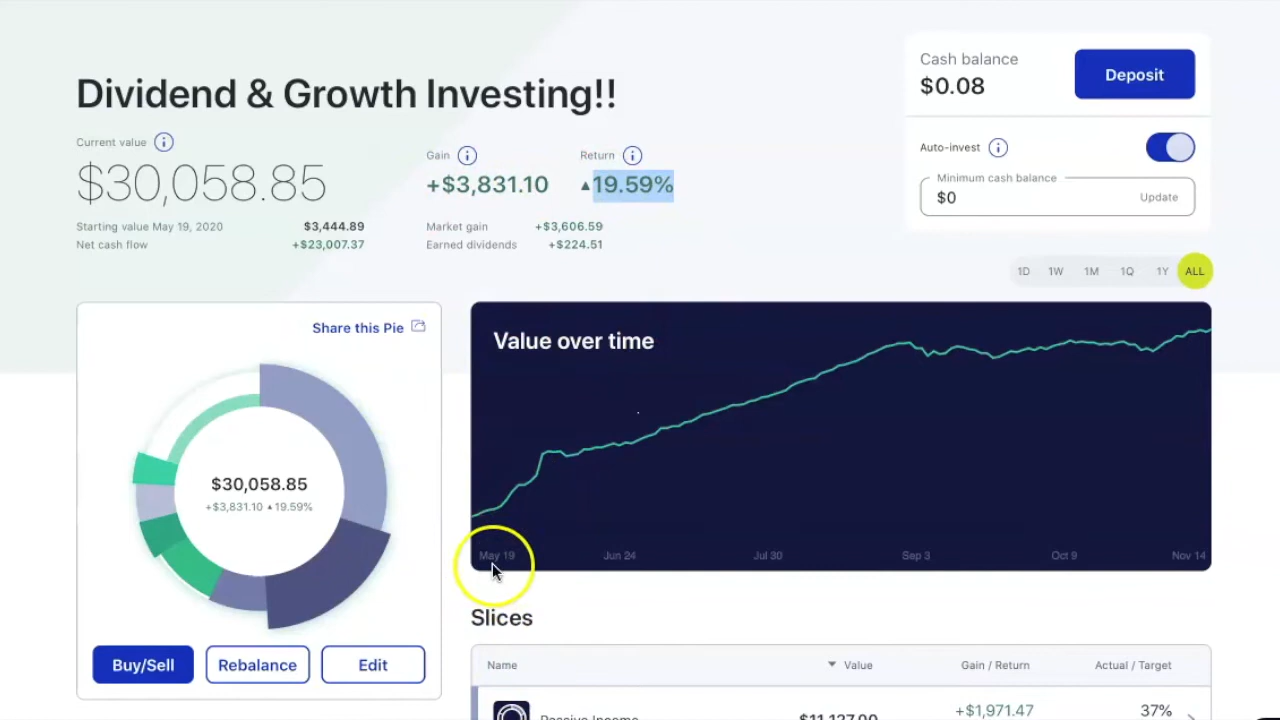 Dividend & Growth Investing!!
Cash balance
$0.08
Deposit
Current value
$30,058.85
Gain
+$3,831.10
Return
▲19.59%
Auto-invest
Minimum cash balance
$0
Update
Starting value May 19, 2020 $3,444.89
Net cash flow +$23,007.37
Market gain +$3,606.59
Earned dividends +$224.51
1D 1W 1M 1Q 1Y ALL
Share this Pie
$30,058.85
+$3,831.10 ▲19.59%
Buy/Sell Rebalance Edit
Value over time
May 19 Jun 24 Jul 30 Sep 3 Oct 9 Nov 14
Slices
Name ▼ Value Gain / Return Actual / Target
Passive Income $11,127.00 +$1,971.47 37%